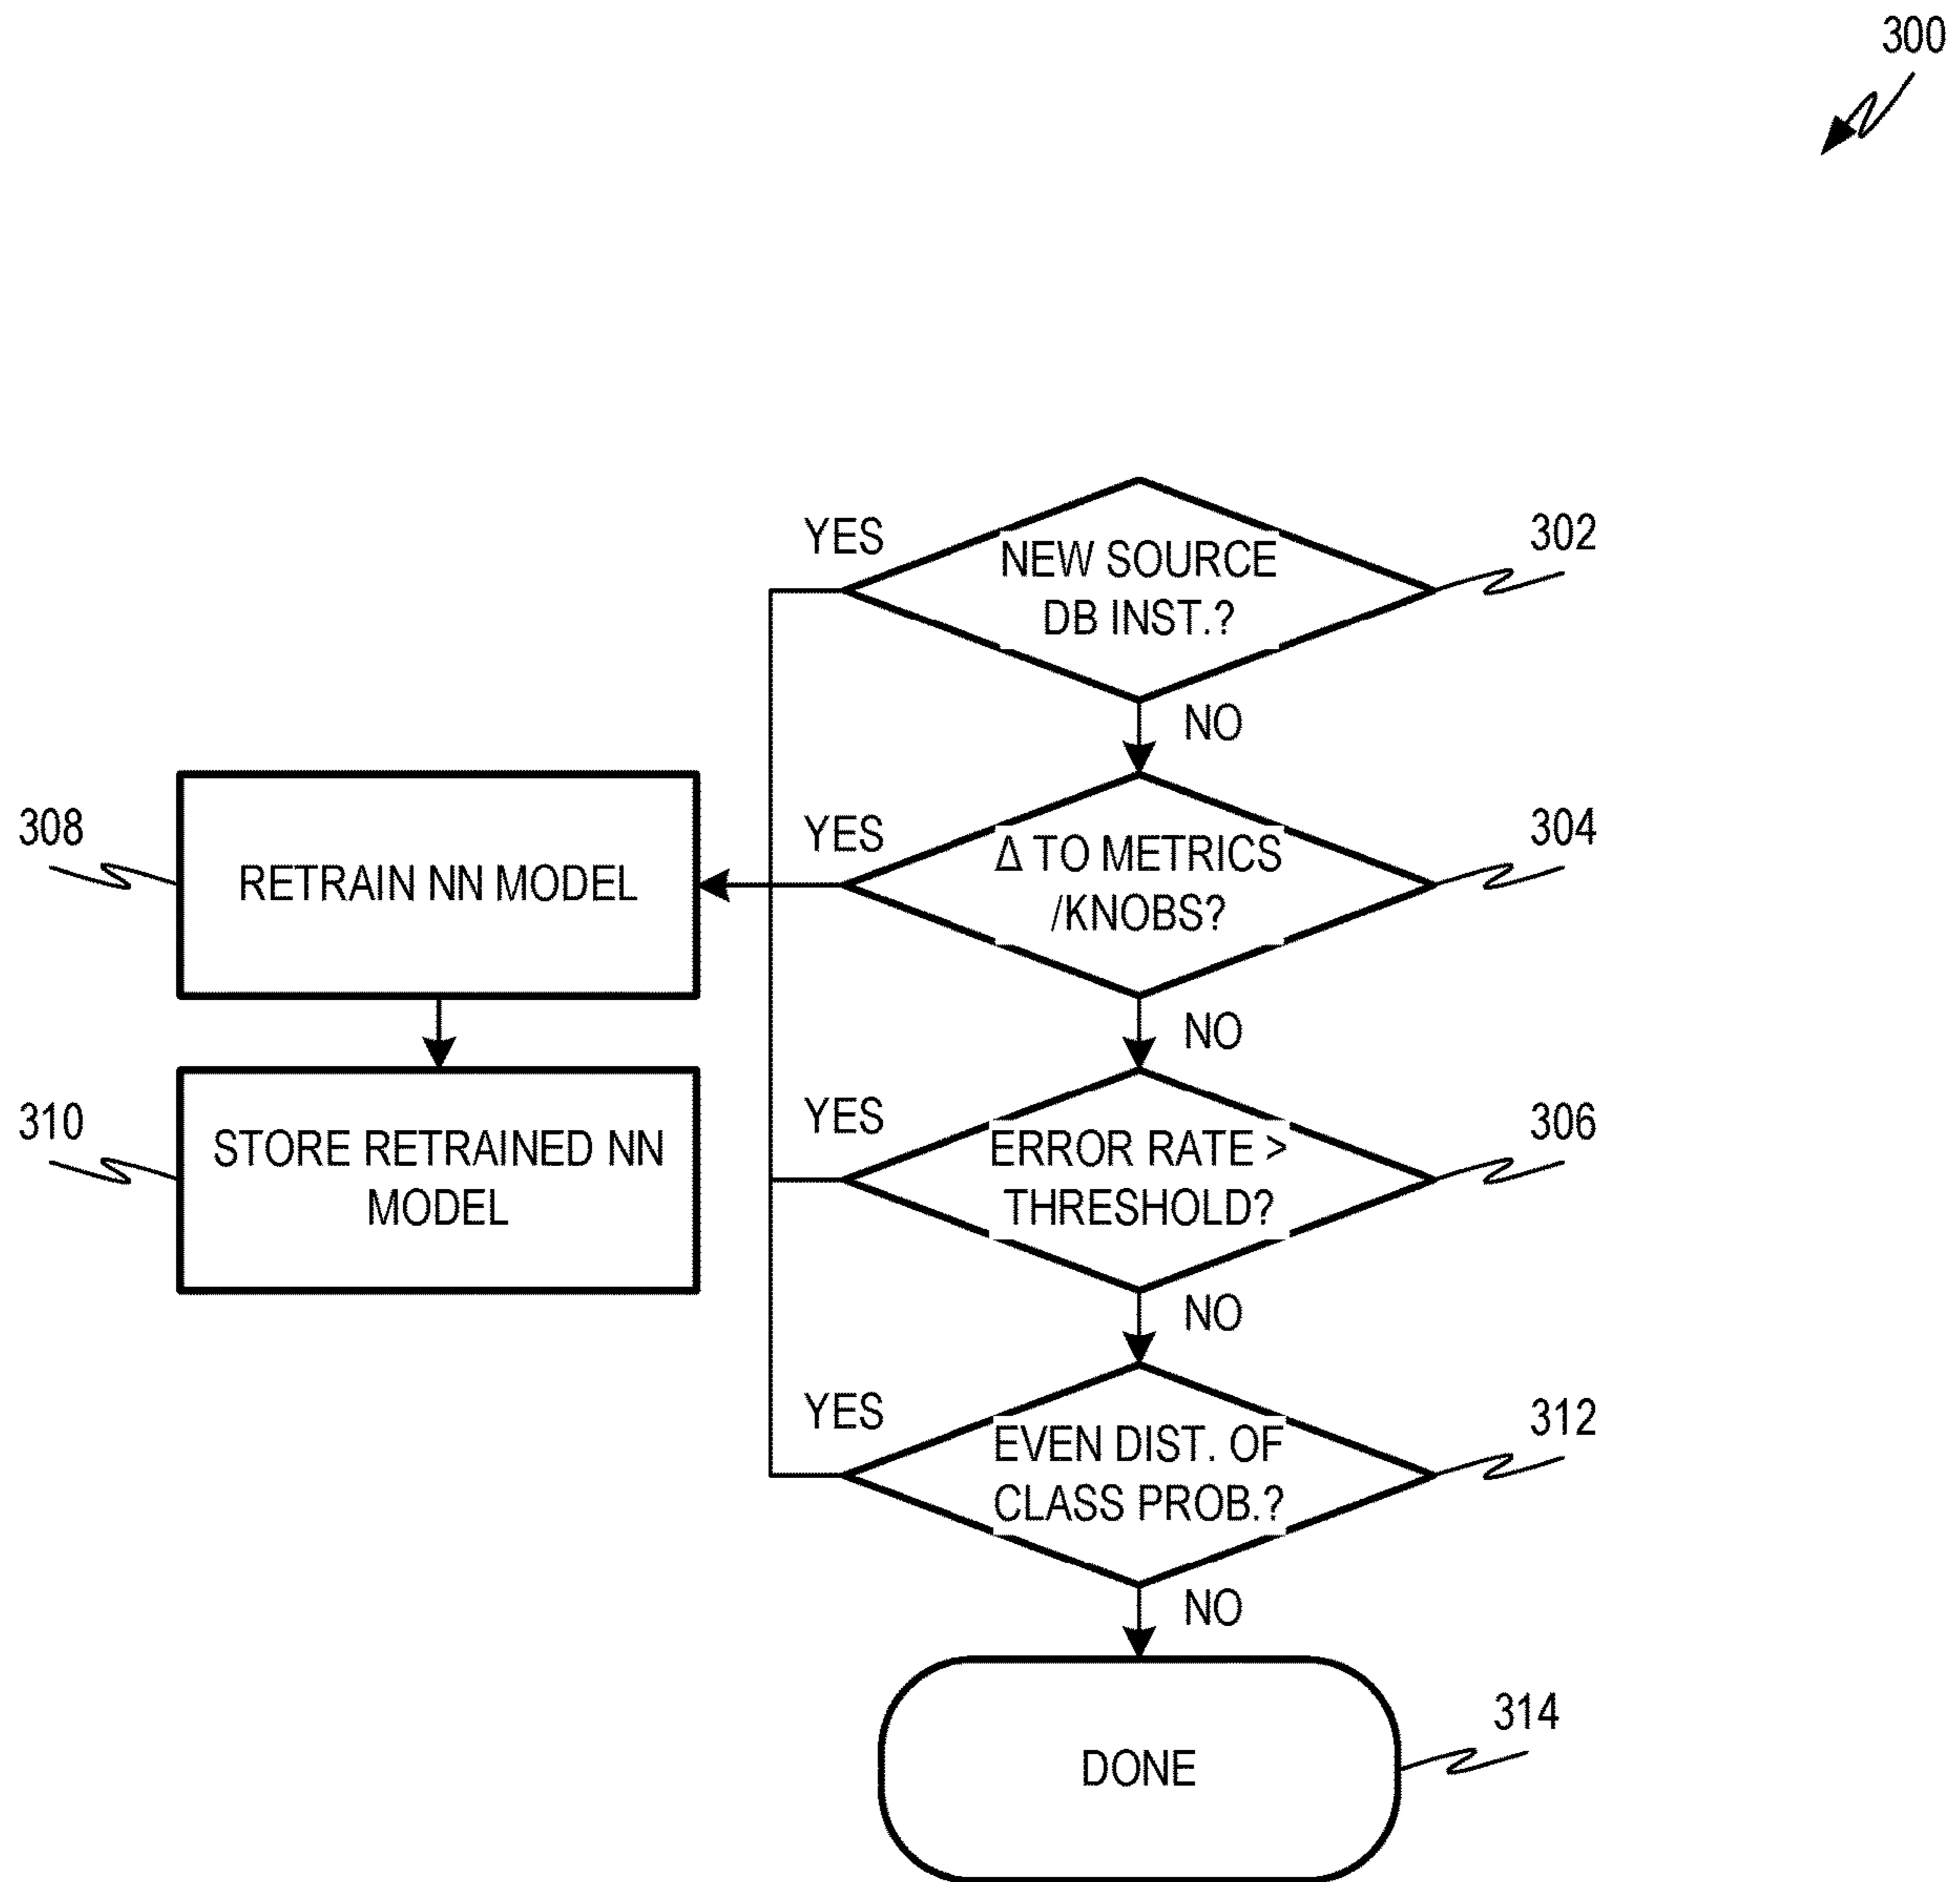 300
YES
NEW SOURCE
DB INST.?
302
NO
308
RETRAIN NN MODEL
YES
Δ TO METRICS
/KNOBS?
304
NO
310
STORE RETRAINED NN
MODEL
YES
ERROR RATE >
THRESHOLD?
306
NO
YES
EVEN DIST. OF
CLASS PROB.?
312
NO
DONE
314